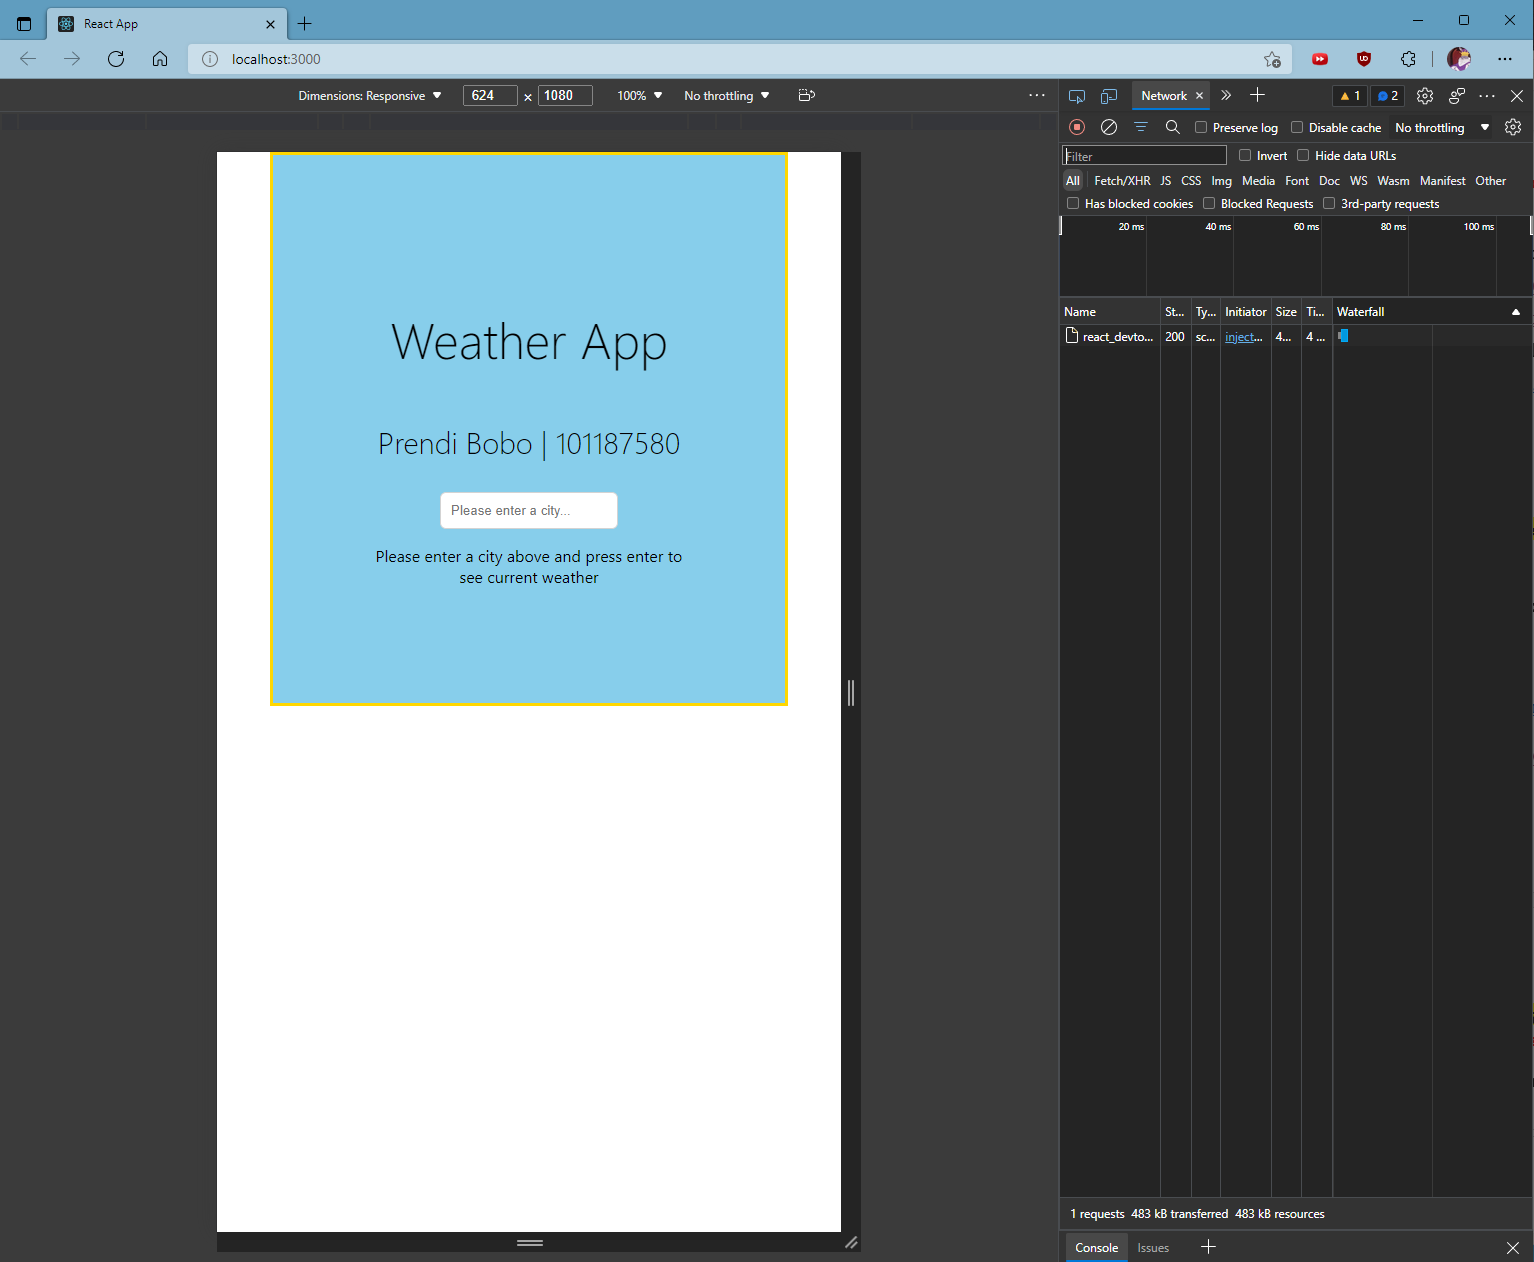 React App
localhost:3000
Dimensions: Responsive 624 × 1080 100% No throttling
Network 1 2
Preserve log Disable cache No throttling
Filter Invert Hide data URLs
All Fetch/XHR JS CSS Img Media Font Doc WS Wasm Manifest Other
Has blocked cookies Blocked Requests 3rd-party requests
20 ms 40 ms 60 ms 80 ms 100 ms
Name St... Ty... Initiator Size Ti... Waterfall
react_devto... 200 sc... inject... 4... 4 ...
Weather App
Prendi Bobo | 101187580
Please enter a city...
Please enter a city above and press enter to
see current weather
1 requests 483 kB transferred 483 kB resources
Console Issues